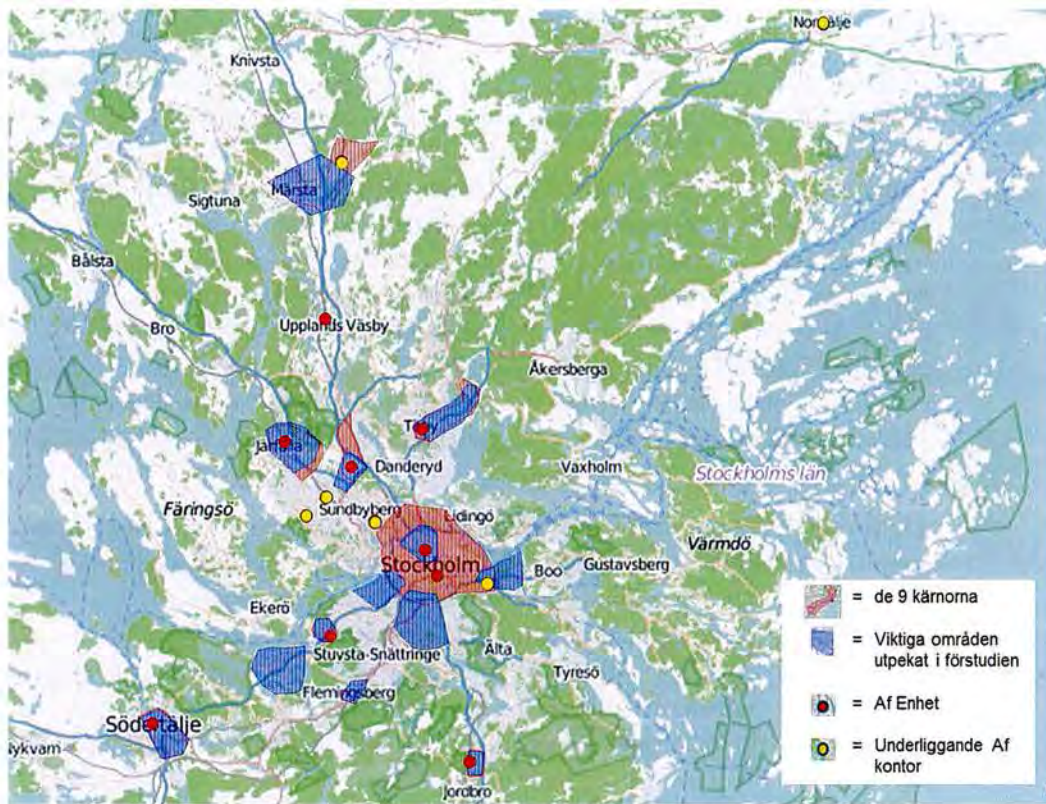 Norrtälje
Knivsta
Märsta
Sigtuna
Bålsta
Bro
Upplands Väsby
Åkersberga
Täby
Järfälla
Danderyd
Vaxholm
Stockholms län
Färingsö
Sundbyberg
Lidingö
Värmdö
Stockholm
Boo
Gustavsberg
Ekerö
Stuvsta-Snättringe
Älta
Tyresö
Flemingsberg
Södertälje
Nykvarn
Jordbro
= de 9 kärnorna
= Viktiga områden
utpekat i förstudien
= Af Enhet
= Underliggande Af
kontor